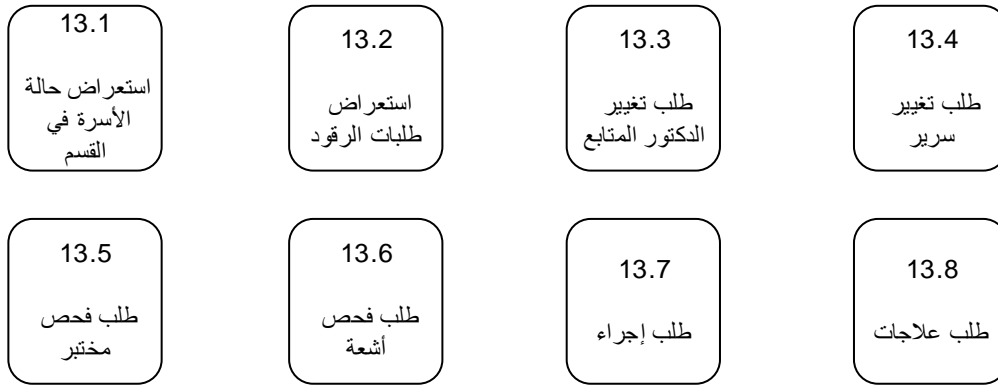 13.1
استعراض حالة
الأسرة في
القسم
13.2
استعراض
طلبات الرقود
13.3
طلب تغيير
الدكتور المتابع
13.4
طلب تغيير
سرير
13.5
طلب فحص
مختبر
13.6
طلب فحص
أشعة
13.7
طلب إجراء
13.8
طلب علاجات